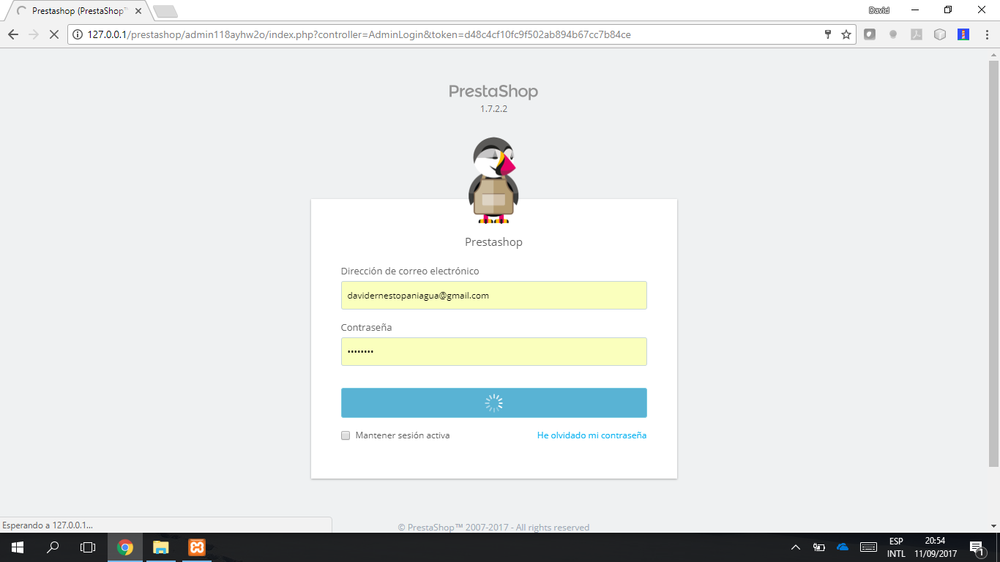 Prestashop (PrestaShop™
David
127.0.0.1/prestashop/admin118ayhw2o/index.php?controller=AdminLogin&token=d48c4cf10fc9f502ab894b67cc7b84ce
PrestaShop
1.7.2.2
Prestashop
Dirección de correo electrónico
davidernestopaniagua@gmail.com
Contraseña
••••••••
Mantener sesión activa
He olvidado mi contraseña
Esperando a 127.0.0.1...
© PrestaShop™ 2007-2017 - All rights reserved
ESP
INTL
20:54
11/09/2017
1